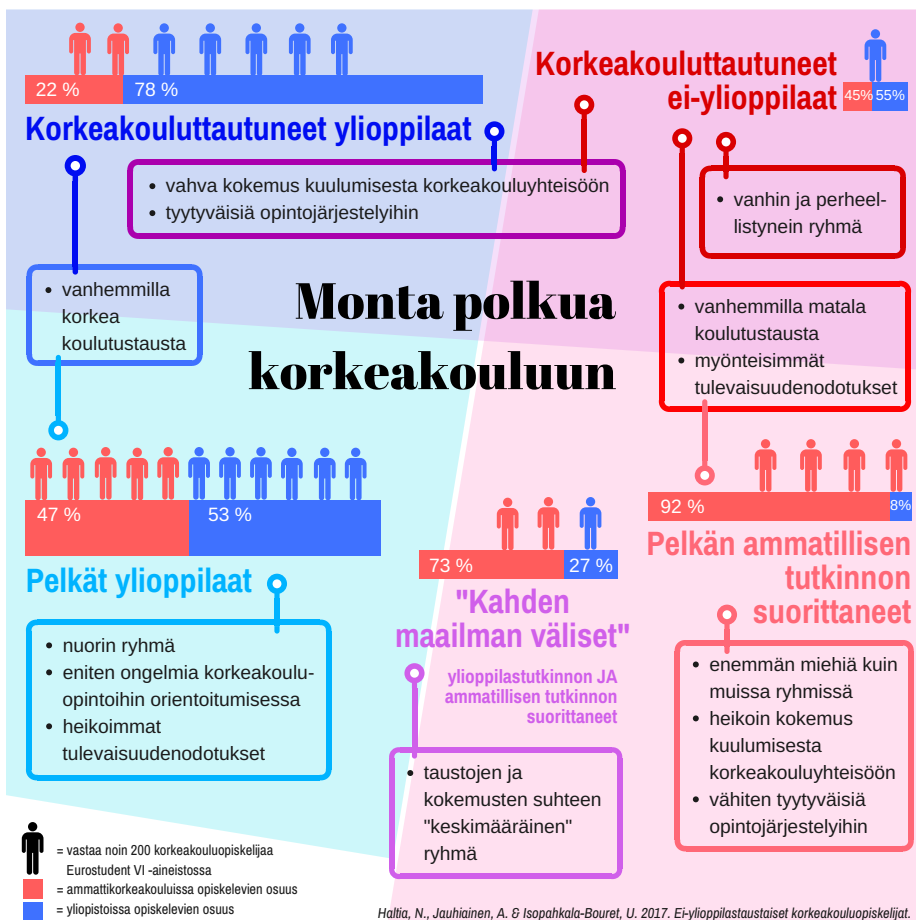 22 %
78 %
Korkeakouluttautuneet ylioppilaat
Korkeakouluttautuneet
ei-ylioppilaat
45%
55%
• vahva kokemus kuulumisesta korkeakouluyhteisöön
• tyytyväisiä opintojärjestelyihin
• vanhin ja perheel-
listynein ryhmä
• vanhemmilla
korkea
koulutustausta
Monta polkua
korkeakouluun
• vanhemmilla matala
koulutustausta
• myönteisimmät
tulevaisuudenodotukset
47 %
53 %
Pelkät ylioppilaat
• nuorin ryhmä
• eniten ongelmia korkeakoulu-
opintoihin orientoitumisessa
• heikoimmat
tulevaisuudenodotukset
73 %
27 %
"Kahden
maailman väliset"
ylioppilastutkinnon JA
ammatillisen tutkinnon
suorittaneet
• taustojen ja
kokemusten suhteen
"keskimääräinen"
ryhmä
92 %
8%
Pelkän ammatillisen
tutkinnon
suorittaneet
• enemmän miehiä kuin
muissa ryhmissä
• heikoin kokemus
kuulumisesta
korkeakouluyhteisöön
• vähiten tyytyväisiä
opintojärjestelyihin
= vastaa noin 200 korkeakouluopiskelijaa
Eurostudent VI -aineistossa
= ammattikorkeakouluissa opiskelevien osuus
= yliopistoissa opiskelevien osuus
Haltia, N., Jauhiainen, A. & Isopahkala-Bouret, U. 2017. Ei-ylioppilastaustaiset korkeakouluopiskelijat.